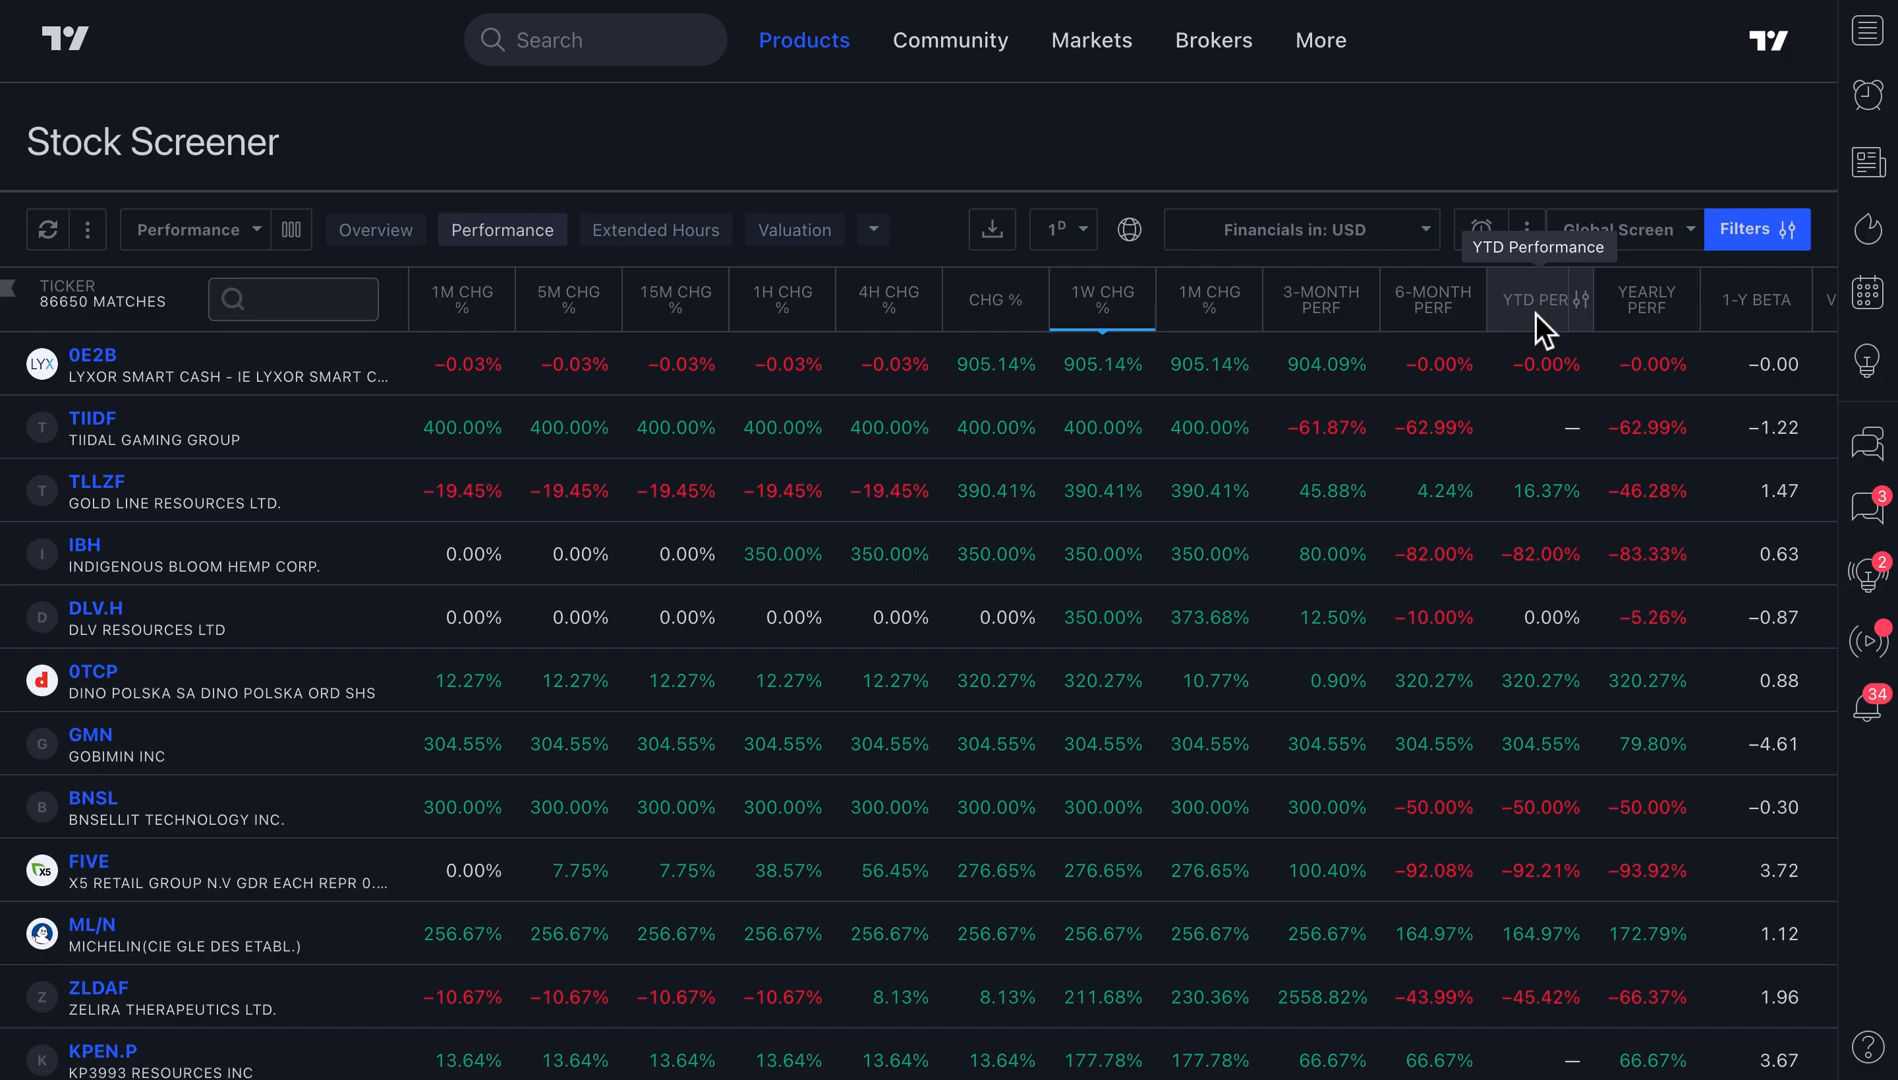 Search
Products
Community
Markets
Brokers
More
Stock Screener
Performance
Overview
Performance
Extended Hours
Valuation
1D
Financials in: USD
Global Screen
Filters
YTD Performance
TICKER
86650 MATCHES
1M CHG %
5M CHG %
15M CHG %
1H CHG %
4H CHG %
CHG %
1W CHG %
1M CHG %
3-MONTH PERF
6-MONTH PERF
YTD PER
YEARLY PERF
1-Y BETA
V
LYX 0E2B −0.03% −0.03% −0.03% −0.03% −0.03% 905.14% 905.14% 905.14% 904.09% −0.00% −0.00% −0.00% −0.00
LYXOR SMART CASH - IE LYXOR SMART C...
T TIIDF 400.00% 400.00% 400.00% 400.00% 400.00% 400.00% 400.00% 400.00% −61.87% −62.99% — −62.99% −1.22
TIIDAL GAMING GROUP
T TLLZF −19.45% −19.45% −19.45% −19.45% −19.45% 390.41% 390.41% 390.41% 45.88% 4.24% 16.37% −46.28% 1.47
GOLD LINE RESOURCES LTD.
I IBH 0.00% 0.00% 0.00% 350.00% 350.00% 350.00% 350.00% 350.00% 80.00% −82.00% −82.00% −83.33% 0.63
INDIGENOUS BLOOM HEMP CORP.
D DLV.H 0.00% 0.00% 0.00% 0.00% 0.00% 0.00% 350.00% 373.68% 12.50% −10.00% 0.00% −5.26% −0.87
DLV RESOURCES LTD
d 0TCP 12.27% 12.27% 12.27% 12.27% 12.27% 320.27% 320.27% 10.77% 0.90% 320.27% 320.27% 320.27% 0.88
DINO POLSKA SA DINO POLSKA ORD SHS
G GMN 304.55% 304.55% 304.55% 304.55% 304.55% 304.55% 304.55% 304.55% 304.55% 304.55% 304.55% 79.80% −4.61
GOBIMIN INC
B BNSL 300.00% 300.00% 300.00% 300.00% 300.00% 300.00% 300.00% 300.00% 300.00% −50.00% −50.00% −50.00% −0.30
BNSELLIT TECHNOLOGY INC.
X5 FIVE 0.00% 7.75% 7.75% 38.57% 56.45% 276.65% 276.65% 276.65% 100.40% −92.08% −92.21% −93.92% 3.72
X5 RETAIL GROUP N.V GDR EACH REPR 0....
ML/N 256.67% 256.67% 256.67% 256.67% 256.67% 256.67% 256.67% 256.67% 256.67% 164.97% 164.97% 172.79% 1.12
MICHELIN(CIE GLE DES ETABL.)
Z ZLDAF −10.67% −10.67% −10.67% −10.67% 8.13% 8.13% 211.68% 230.36% 2558.82% −43.99% −45.42% −66.37% 1.96
ZELIRA THERAPEUTICS LTD.
K KPEN.P 13.64% 13.64% 13.64% 13.64% 13.64% 13.64% 177.78% 177.78% 66.67% 66.67% — 66.67% 3.67
KP3993 RESOURCES INC
3
2
34
?